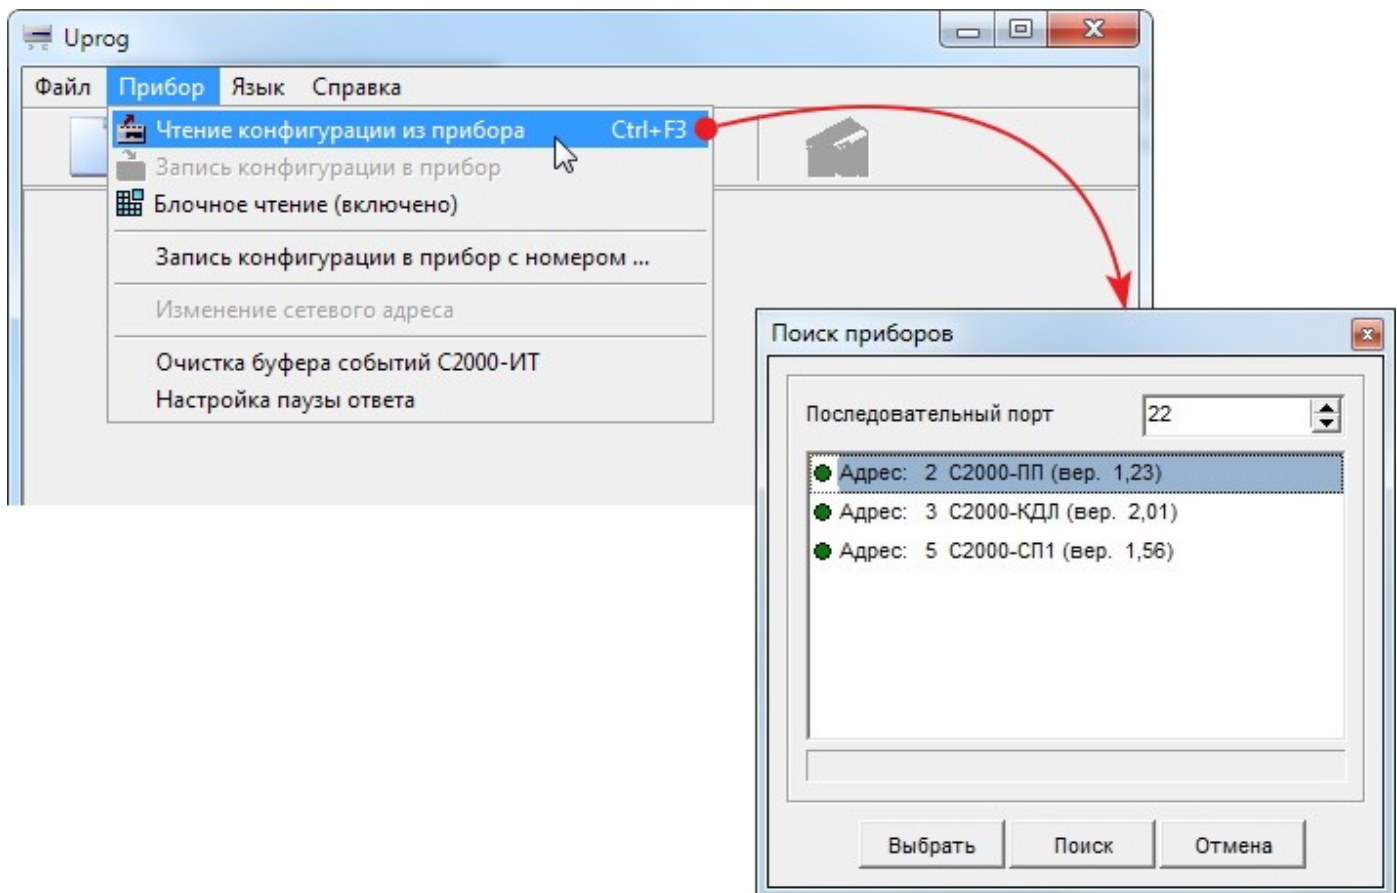 Uprog
Файл Прибор Язык Справка
Чтение конфигурации из прибора Ctrl+F3
Запись конфигурации в прибор
Блочное чтение (включено)
Запись конфигурации в прибор с номером ...
Изменение сетевого адреса
Очистка буфера событий С2000-ИТ
Настройка паузы ответа
Поиск приборов
Последовательный порт 22
Адрес: 2 С2000-ПП (вер. 1,23)
Адрес: 3 С2000-КДЛ (вер. 2,01)
Адрес: 5 С2000-СП1 (вер. 1,56)
Выбрать Поиск Отмена